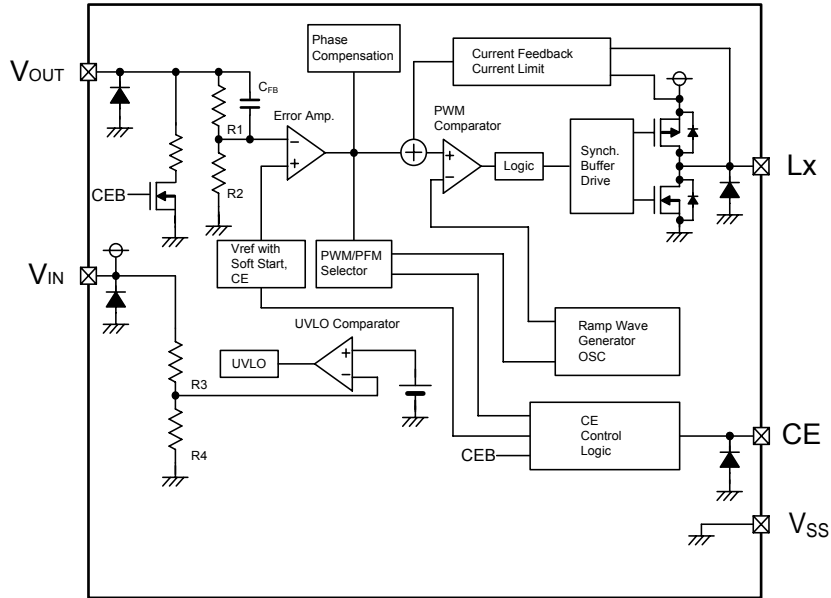 Phase
Compensation
Current Feedback
Current Limit
VOUT
CFB
Error Amp.
PWM
Comparator
R1
−
+
+
+
−
Logic
Synch.
Buffer
Drive
Lx
CEB
R2
VIN
Vref with
Soft Start,
CE
PWM/PFM
Selector
UVLO Comparator
Ramp Wave
Generator
OSC
UVLO
+
−
R3
R4
CE
Control
Logic
CE
CEB
VSS